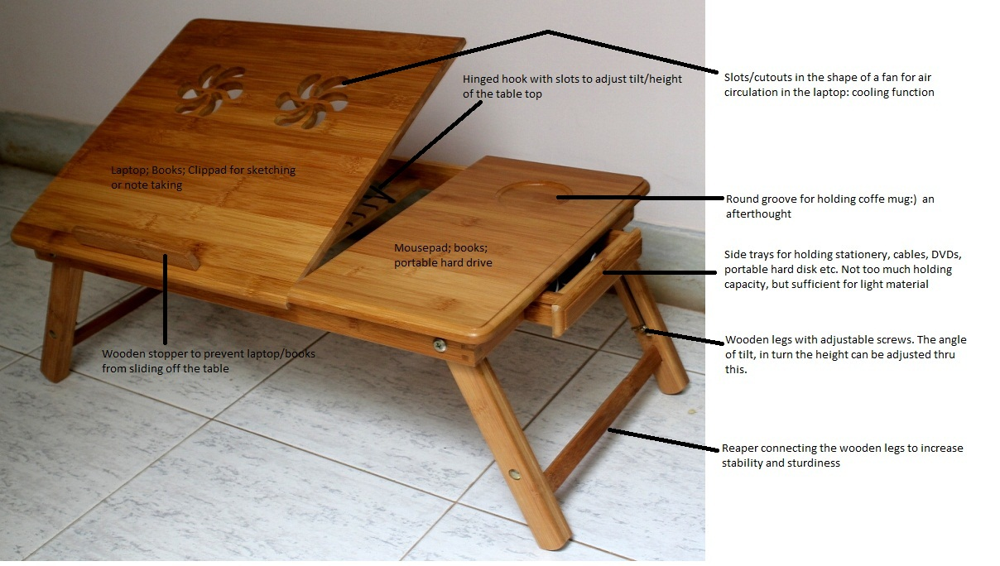 Slots/cutouts in the shape of a fan for air
circulation in the laptop: cooling function
Hinged hook with slots to adjust tilt/height
of the table top
Laptop; Books; Clippad for sketching
or note taking
Round groove for holding coffe mug:)  an
afterthought
Mousepad; books;
portable hard drive
Side trays for holding stationery, cables, DVDs,
portable hard disk etc. Not too much holding
capacity, but sufficient for light material
Wooden stopper to prevent laptop/books
from sliding off the table
Wooden legs with adjustable screws. The angle
of tilt, in turn the height can be adjusted thru
this.
Reaper connecting the wooden legs to increase
stability and sturdiness